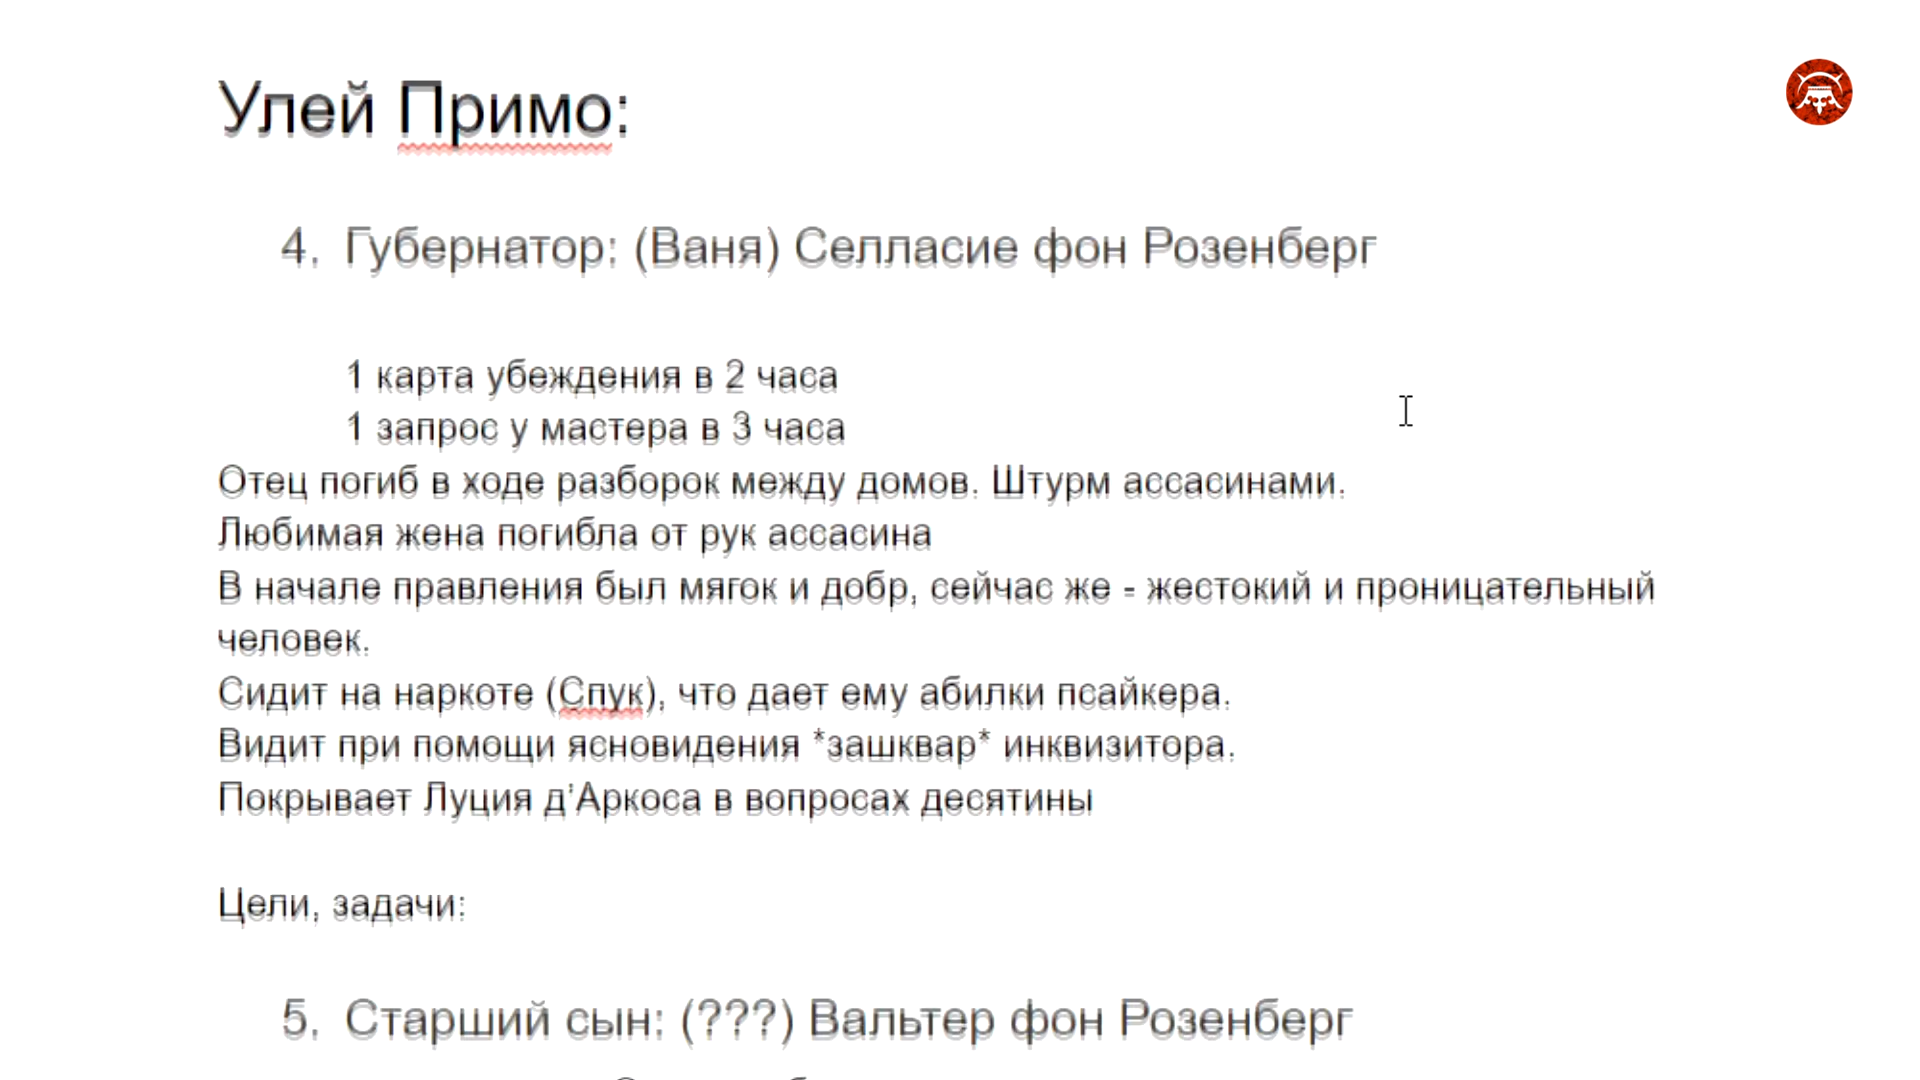 Улей Примо:
4. Губернатор: (Ваня) Селласие фон Розенберг
1 карта убеждения в 2 часа
1 запрос у мастера в 3 часа
Отец погиб в ходе разборок между домов. Штурм ассасинами.
Любимая жена погибла от рук ассасина
В начале правления был мягок и добр, сейчас же - жестокий и проницательный
человек.
Сидит на наркоте (Спук), что дает ему абилки псайкера.
Видит при помощи ясновидения *зашквар* инквизитора.
Покрывает Луция д'Аркоса в вопросах десятины
Цели, задачи:
5. Старший сын: (???) Вальтер фон Розенберг